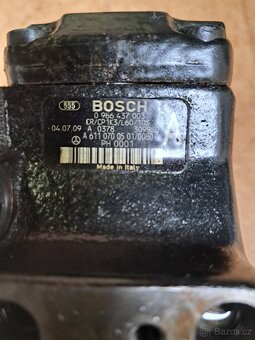 BOSCH
0 986 437 003
CR/CP1K3/L60/10S
04.07.09 A 0378
A 611 070 05 01/0080
A
PH 0001
Made in Italy
Bazos.cz